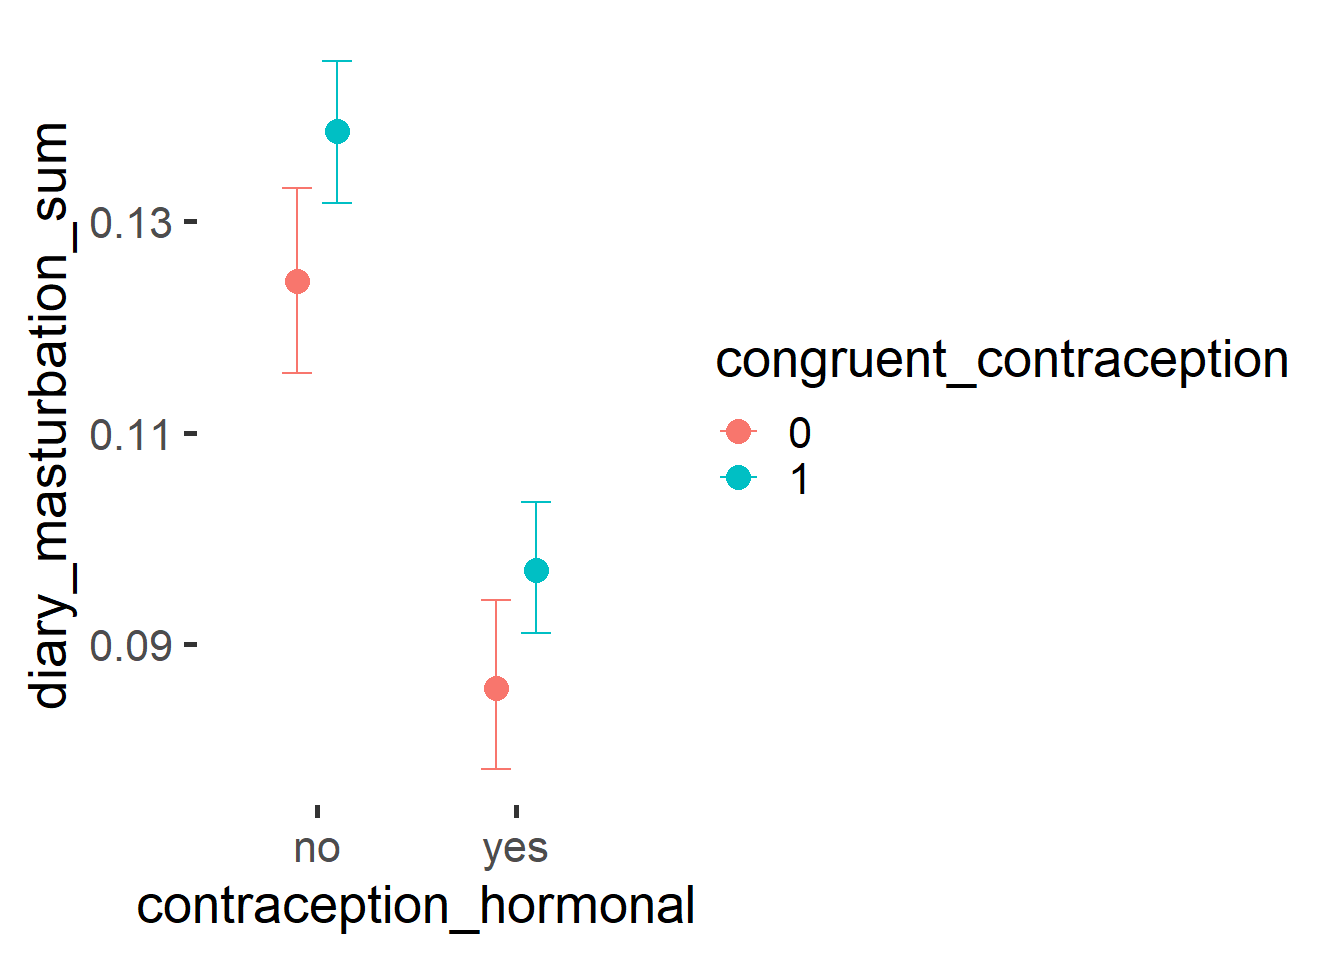 diary_masturbation_sum
0.13
0.11
0.09
no
yes
contraception_hormonal
congruent_contraception
0
1